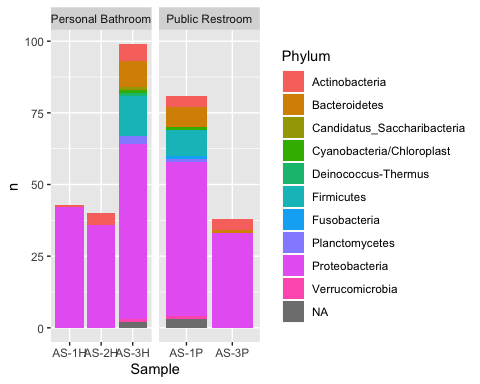 Personal Bathroom
Public Restroom
100
75
50
25
0
n
AS-1H
AS-2H
AS-3H
AS-1P
AS-3P
Sample
Phylum
Actinobacteria
Bacteroidetes
Candidatus_Saccharibacteria
Cyanobacteria/Chloroplast
Deinococcus-Thermus
Firmicutes
Fusobacteria
Planctomycetes
Proteobacteria
Verrucomicrobia
NA